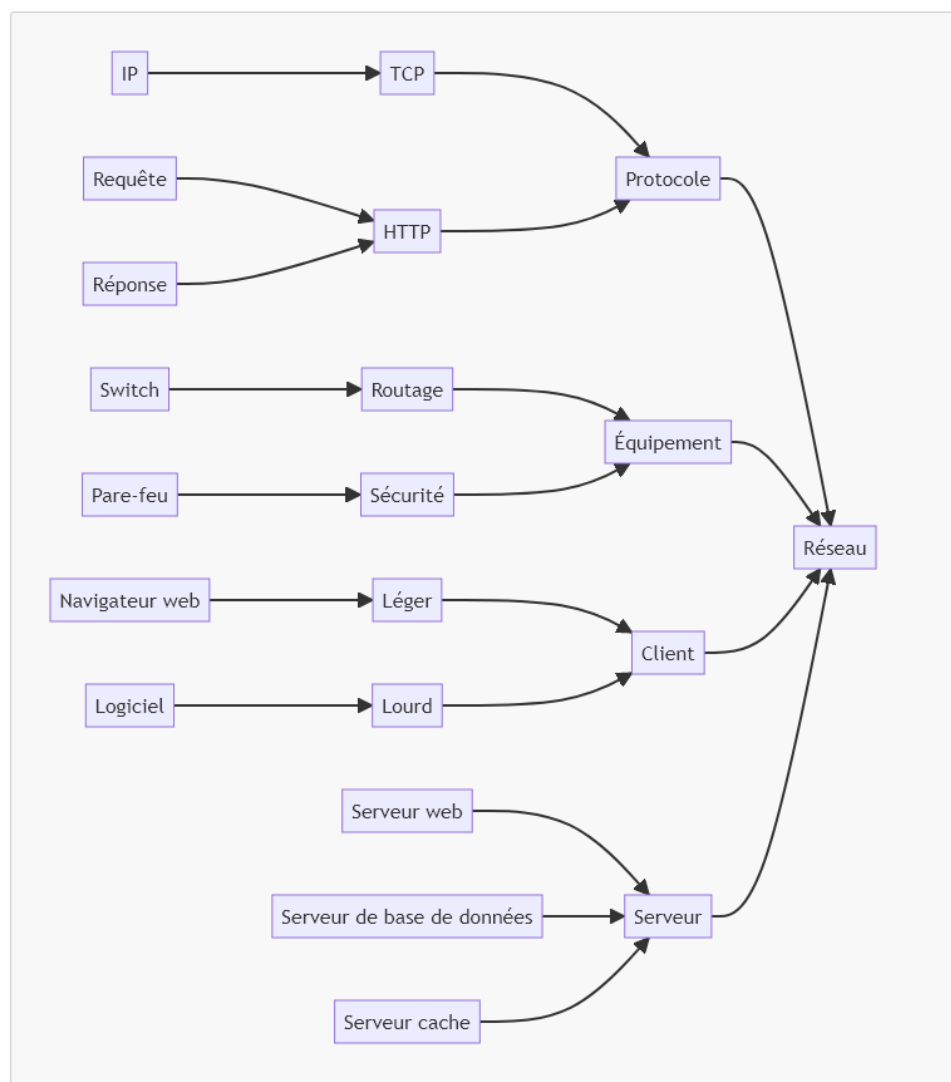 IP
TCP
Requête
Protocole
HTTP
Réponse
Switch
Routage
Équipement
Pare-feu
Sécurité
Réseau
Navigateur web
Léger
Client
Logiciel
Lourd
Serveur web
Serveur de base de données
Serveur
Serveur cache